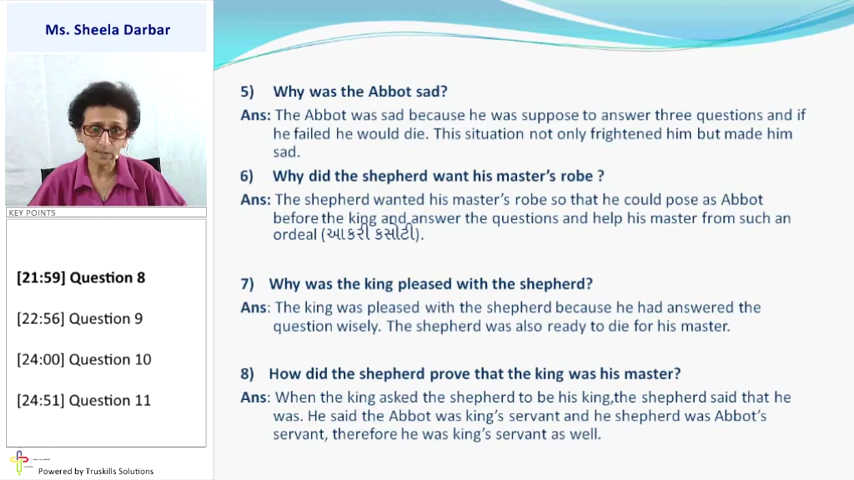 Ms. Sheela Darbar
KEY POINTS
[21:59] Question 8
[22:56] Question 9
[24:00] Question 10
[24:51] Question 11
Powered by Truskills Solutions
5) Why was the Abbot sad?
Ans: The Abbot was sad because he was suppose to answer three questions and if
he failed he would die. This situation not only frightened him but made him
sad.
6) Why did the shepherd want his master's robe ?
Ans: The shepherd wanted his master's robe so that he could pose as Abbot
before the king and answer the questions and help his master from such an
ordeal (આકરી કસોટી).
7) Why was the king pleased with the shepherd?
Ans: The king was pleased with the shepherd because he had answered the
question wisely. The shepherd was also ready to die for his master.
8) How did the shepherd prove that the king was his master?
Ans: When the king asked the shepherd to be his king,the shepherd said that he
was. He said the Abbot was king's servant and he shepherd was Abbot's
servant, therefore he was king's servant as well.